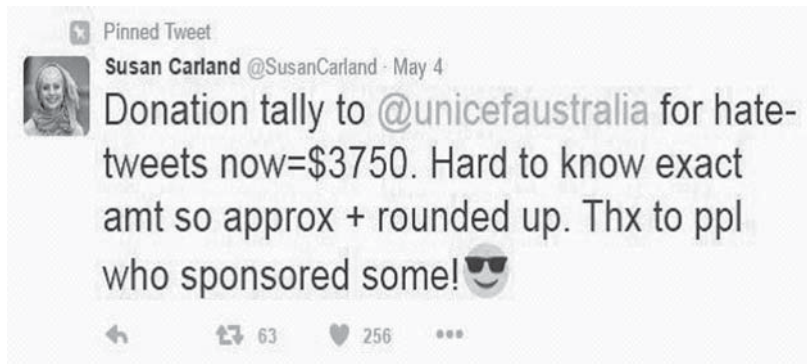 Pinned Tweet
Susan Carland @SusanCarland · May 4
Donation tally to @unicefaustralia for hate-
tweets now=$3750. Hard to know exact
amt so approx + rounded up. Thx to ppl
who sponsored some!😎
63 256